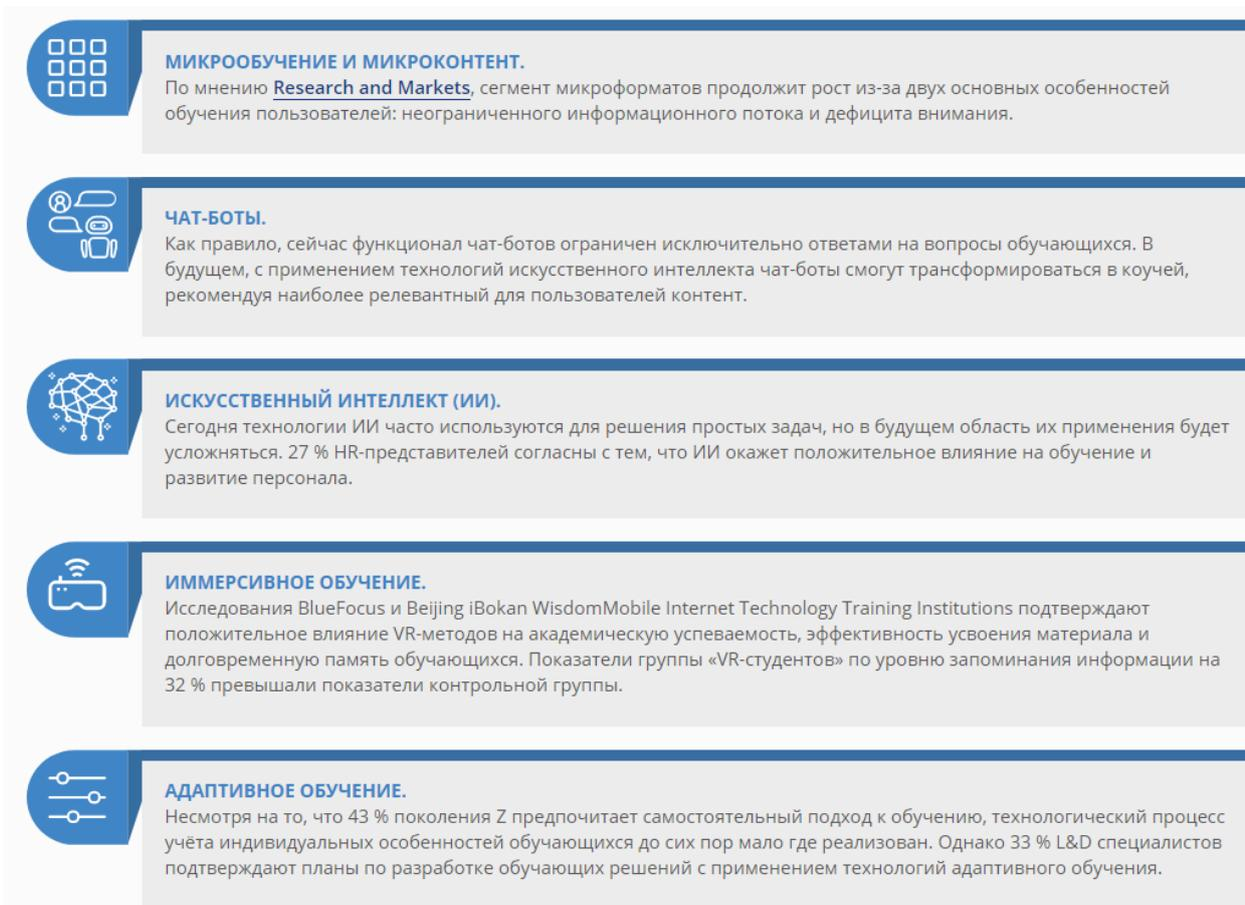 МИКРООБУЧЕНИЕ И МИКРОКОНТЕНТ.
По мнению Research and Markets, сегмент микроформатов продолжит рост из-за двух основных особенностей
обучения пользователей: неограниченного информационного потока и дефицита внимания.
ЧАТ-БОТЫ.
Как правило, сейчас функционал чат-ботов ограничен исключительно ответами на вопросы обучающихся. В
будущем, с применением технологий искусственного интеллекта чат-боты смогут трансформироваться в коучей,
рекомендуя наиболее релевантный для пользователей контент.
ИСКУССТВЕННЫЙ ИНТЕЛЛЕКТ (ИИ).
Сегодня технологии ИИ часто используются для решения простых задач, но в будущем область их применения будет
усложняться. 27 % HR-представителей согласны с тем, что ИИ окажет положительное влияние на обучение и
развитие персонала.
ИММЕРСИВНОЕ ОБУЧЕНИЕ.
Исследования BlueFocus и Beijing iBokan WisdomMobile Internet Technology Training Institutions подтверждают
положительное влияние VR-методов на академическую успеваемость, эффективность усвоения материала и
долговременную память обучающихся. Показатели группы «VR-студентов» по уровню запоминания информации на
32 % превышали показатели контрольной группы.
АДАПТИВНОЕ ОБУЧЕНИЕ.
Несмотря на то, что 43 % поколения Z предпочитает самостоятельный подход к обучению, технологический процесс
учёта индивидуальных особенностей обучающихся до сих пор мало где реализован. Однако 33 % L&D специалистов
подтверждают планы по разработке обучающих решений с применением технологий адаптивного обучения.